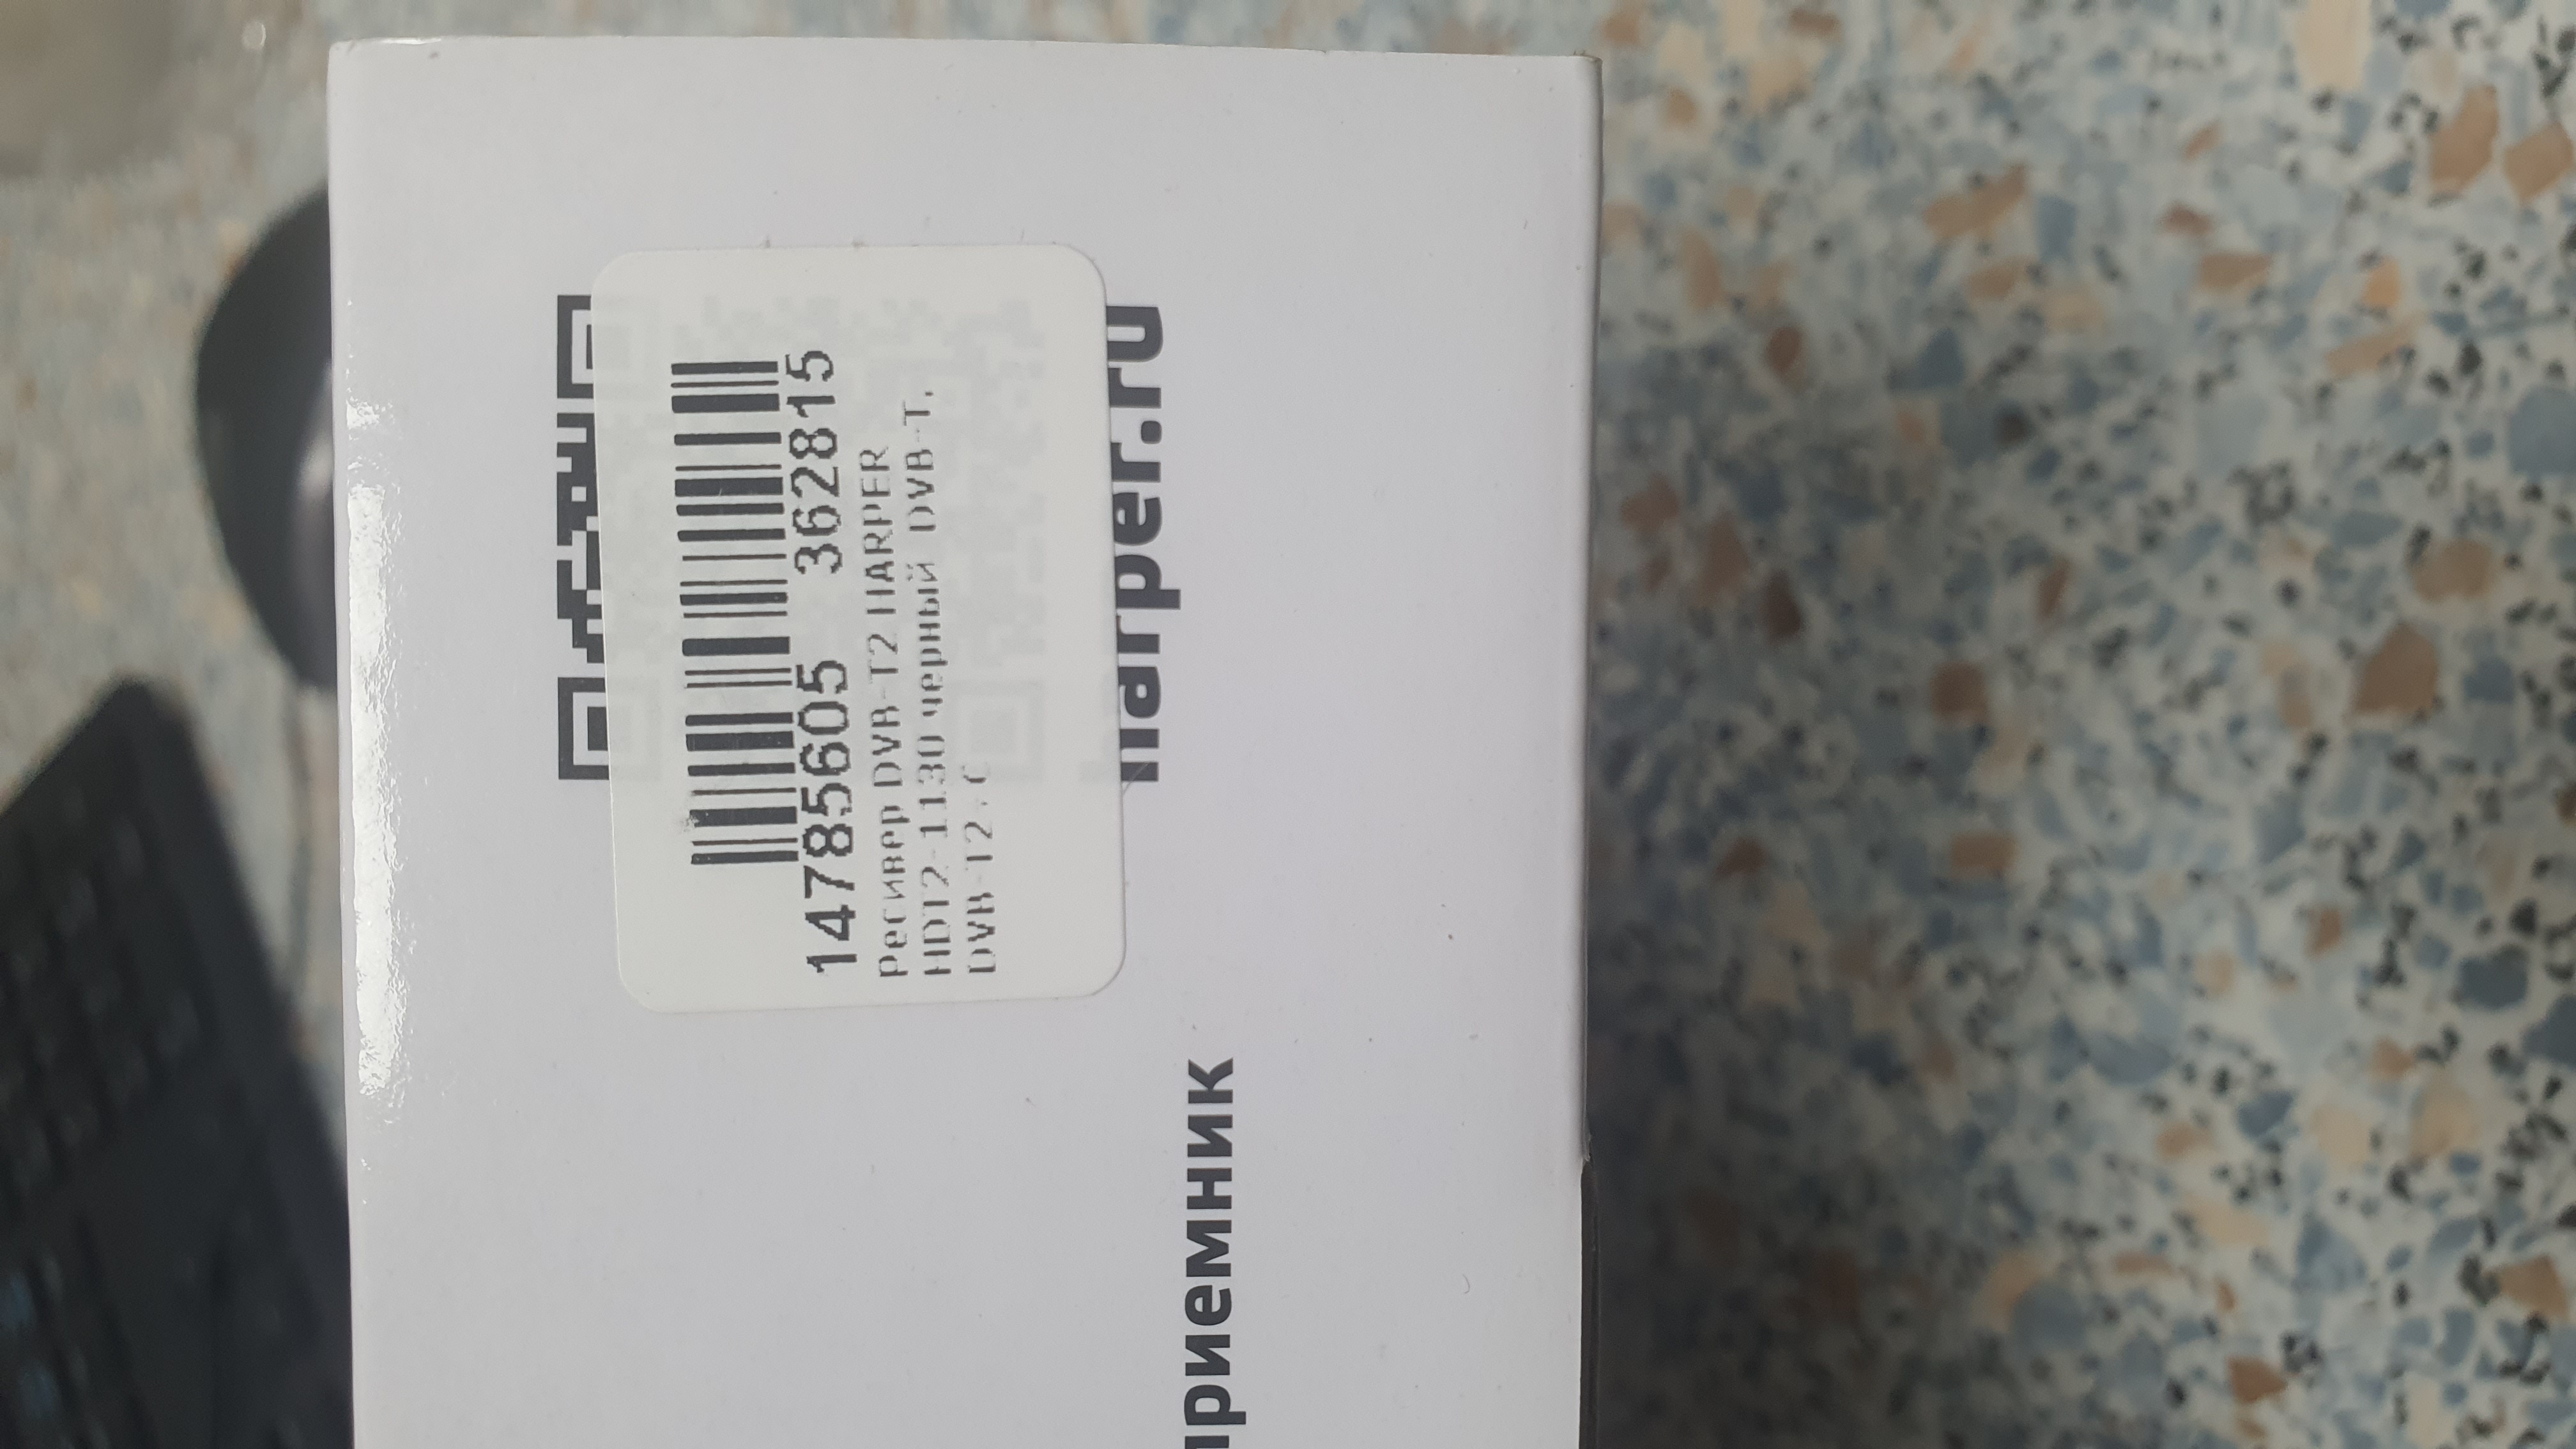 14785605 362815
Ресивер DVB-T2 HARPER
HDT2-1130 черный DVB-T,
DVB-T2, C
harper.ru
приемник